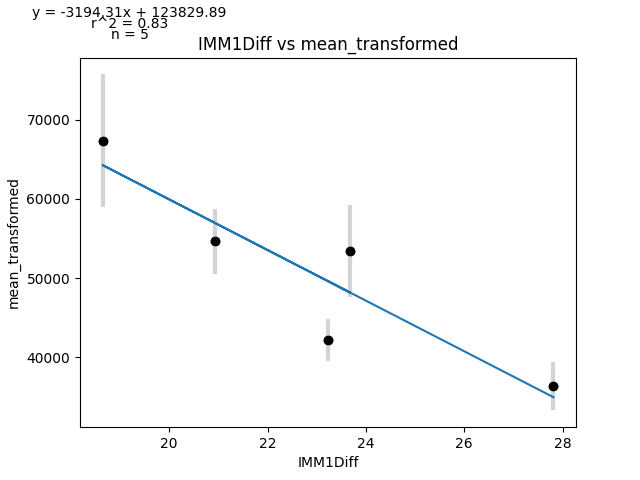 y = -3194.31x + 123829.89
r^2 = 0.83
n = 5
IMM1Diff vs mean_transformed
70000
60000
50000
40000
mean_transformed
20
22
24
26
28
IMM1Diff